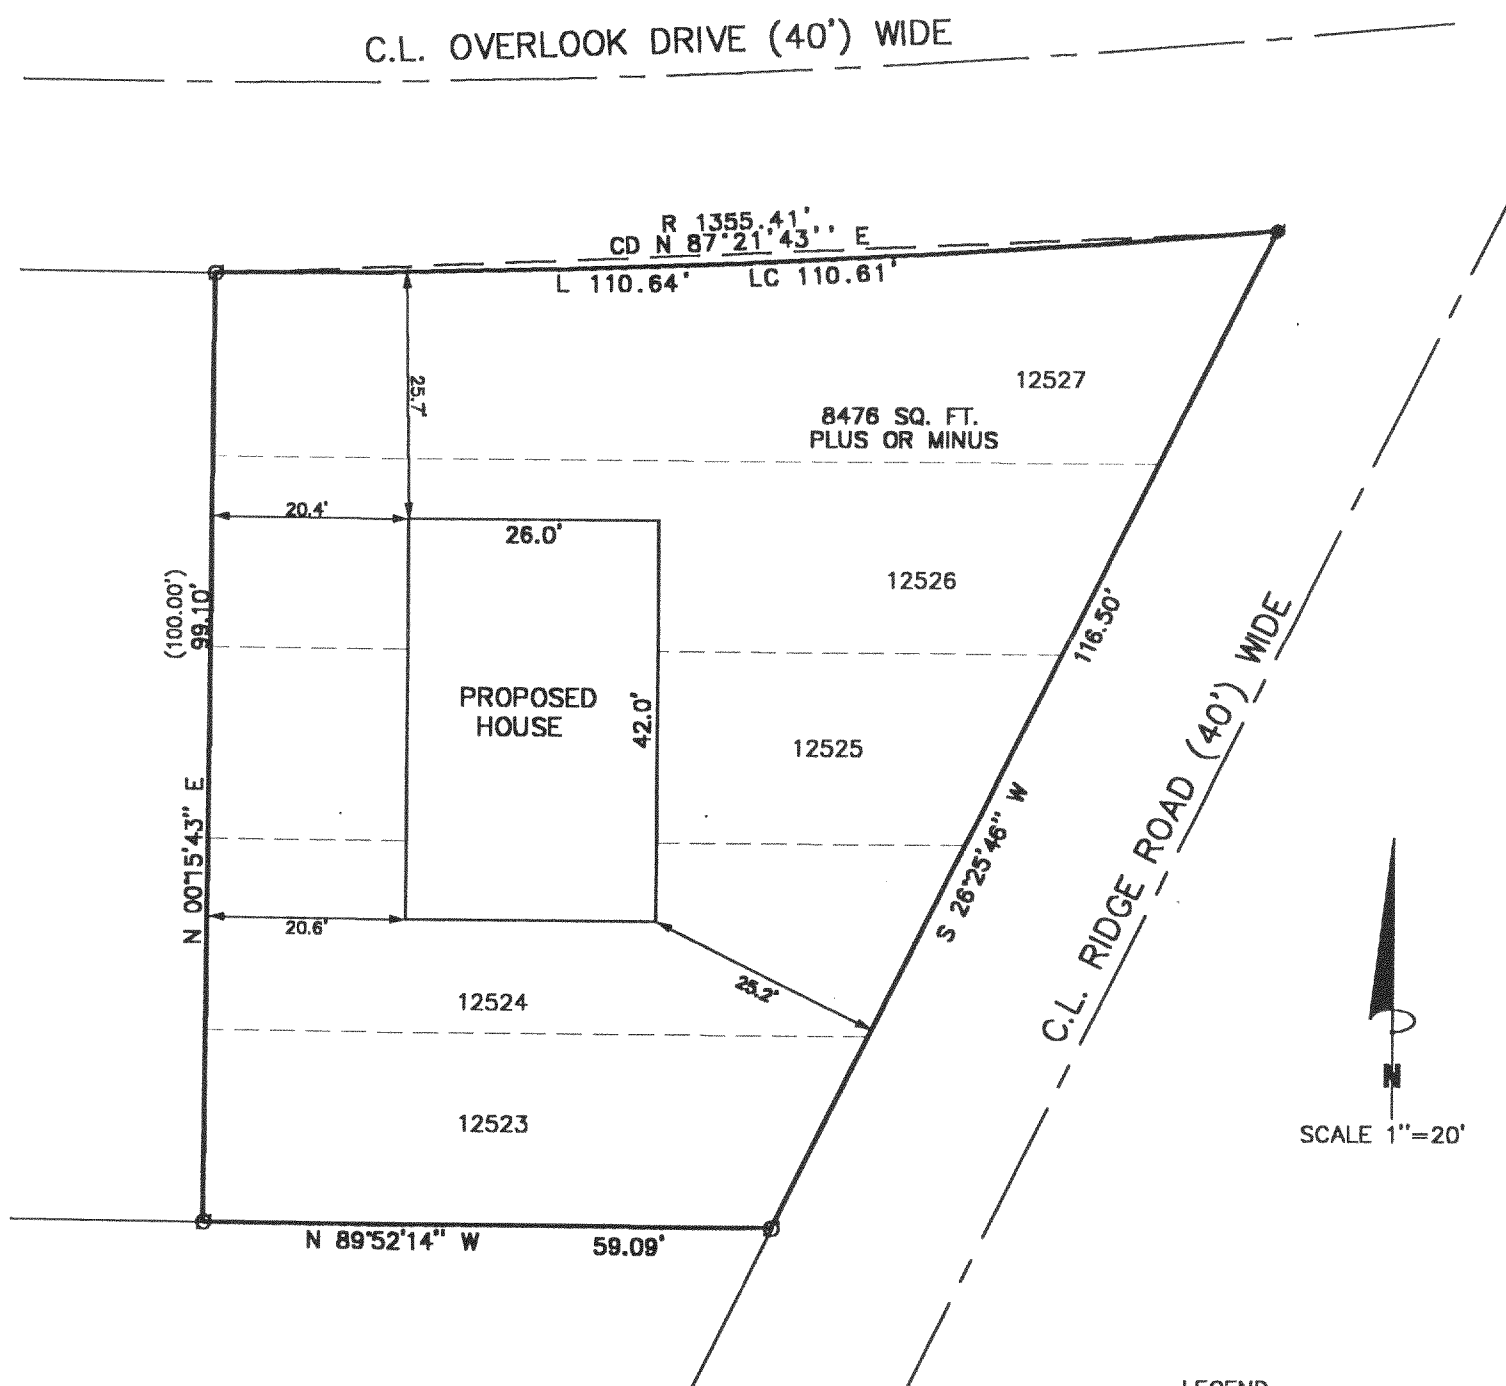 C.L. OVERLOOK DRIVE (40') WIDE
R 1355.41'
CD N 87°21'43'' E
L 110.64' LC 110.61'
25.7'
12527
8476 SQ. FT.
PLUS OR MINUS
20.4'
26.0'
12526
(100.00')
99.10'
116.50'
PROPOSED
HOUSE
42.0'
12525
N 00°15'43" E
S 26°25'46" W
C.L. RIDGE ROAD (40') WIDE
20.6'
25.2'
12524
N
12523
SCALE 1"=20'
N 89°52'14" W 59.09'